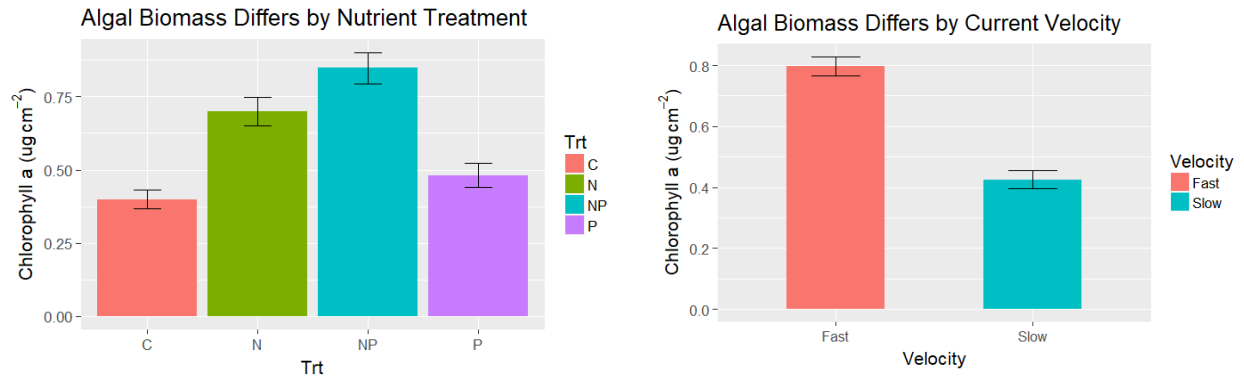 Algal Biomass Differs by Nutrient Treatment
Chlorophyll a (ug cm⁻²)
0.75
0.50
0.25
0.00
C
N
NP
P
Trt
Trt
C
N
NP
P
Algal Biomass Differs by Current Velocity
Chlorophyll a (ug cm⁻²)
0.8
0.6
0.4
0.2
0.0
Fast
Slow
Velocity
Velocity
Fast
Slow